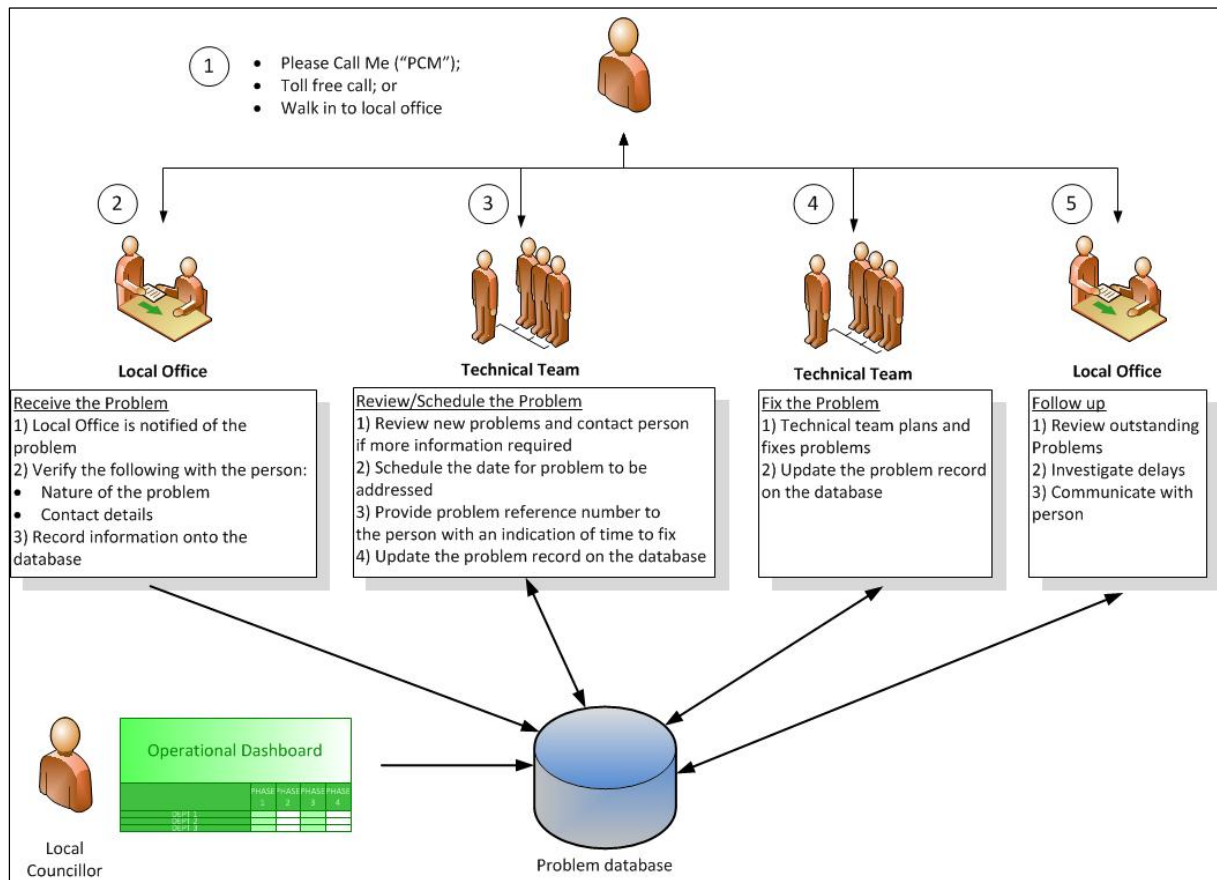 1
• Please Call Me (“PCM”);
• Toll free call; or
• Walk in to local office
2
3
4
5
Local Office
Receive the Problem
1) Local Office is notified of the
problem
2) Verify the following with the person:
• Nature of the problem
• Contact details
3) Record information onto the
database
Technical Team
Review/Schedule the Problem
1) Review new problems and contact person
if more information required
2) Schedule the date for problem to be
addressed
3) Provide problem reference number to
the person with an indication of time to fix
4) Update the problem record on the database
Technical Team
Fix the Problem
1) Technical team plans and
fixes problems
2) Update the problem record
on the database
Local Office
Follow up
1) Review outstanding
Problems
2) Investigate delays
3) Communicate with
person
Operational Dashboard
PHASE 1
PHASE 2
PHASE 3
PHASE 4
DEPT 1
DEPT 2
DEPT 3
Local
Councillor
Problem database